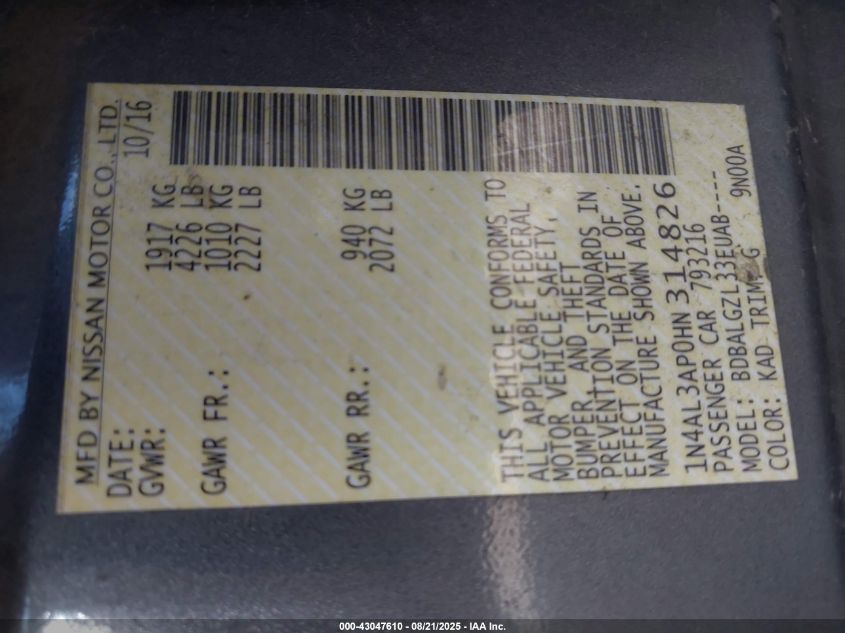 MFD BY NISSAN MOTOR CO., LTD.
DATE: 10/16
GVWR: 1917 KG
4226 LB
GAWR FR.: 1010 KG
2227 LB
GAWR RR.: 940 KG
2072 LB
THIS VEHICLE CONFORMS TO
ALL APPLICABLE FEDERAL
MOTOR VEHICLE SAFETY,
BUMPER, AND THEFT
PREVENTION STANDARDS IN
EFFECT ON THE DATE OF
MANUFACTURE SHOWN ABOVE.
1N4AL3AP0HN314826
PASSENGER CAR 793216
MODEL: BDBALGZL33EUAB----
COLOR: KAD TRIM: G 9N00A
000-43047610 - 08/21/2025 - IAA Inc.